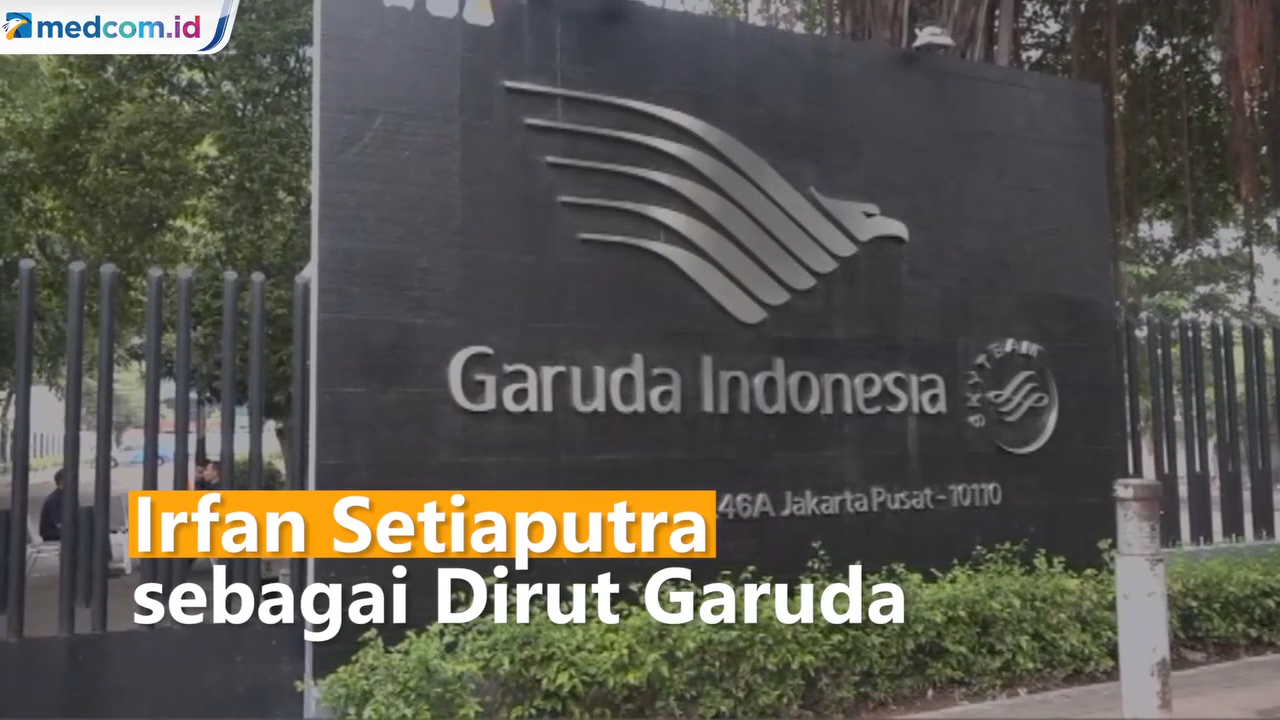 medcom.id
Garuda Indonesia
SKYTEAM
46A Jakarta Pusat-10110
Irfan Setiaputra
sebagai Dirut Garuda